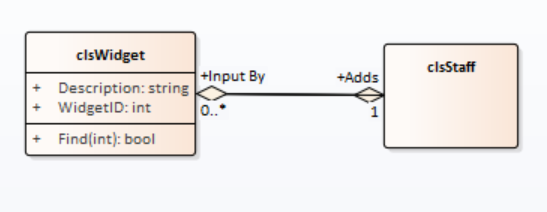 clsWidget
+ Description: string
+ WidgetID: int
+ Find(int): bool
+Input By
0..*
+Adds
1
clsStaff